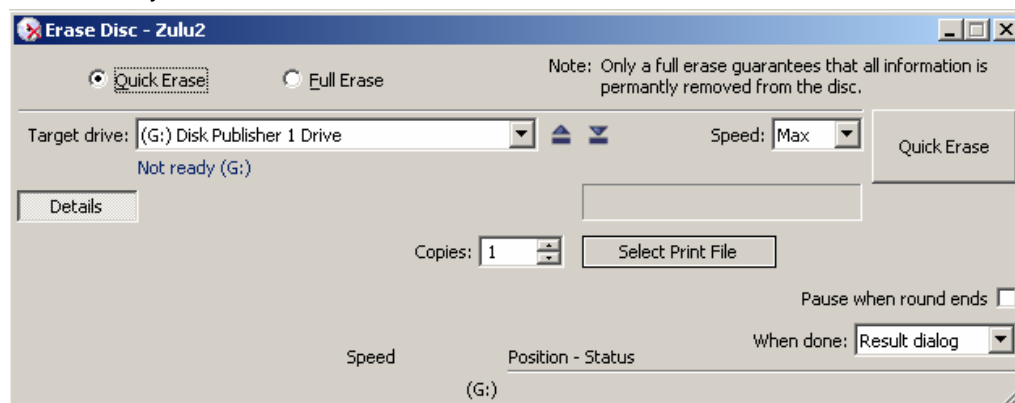 Erase Disc - Zulu2
Quick Erase
Full Erase
Note: Only a full erase guarantees that all information is
permantly removed from the disc.
Target drive: (G:) Disk Publisher 1 Drive
Speed: Max
Quick Erase
Not ready (G:)
Details
Copies: 1
Select Print File
Pause when round ends
When done: Result dialog
Speed
Position - Status
(G:)